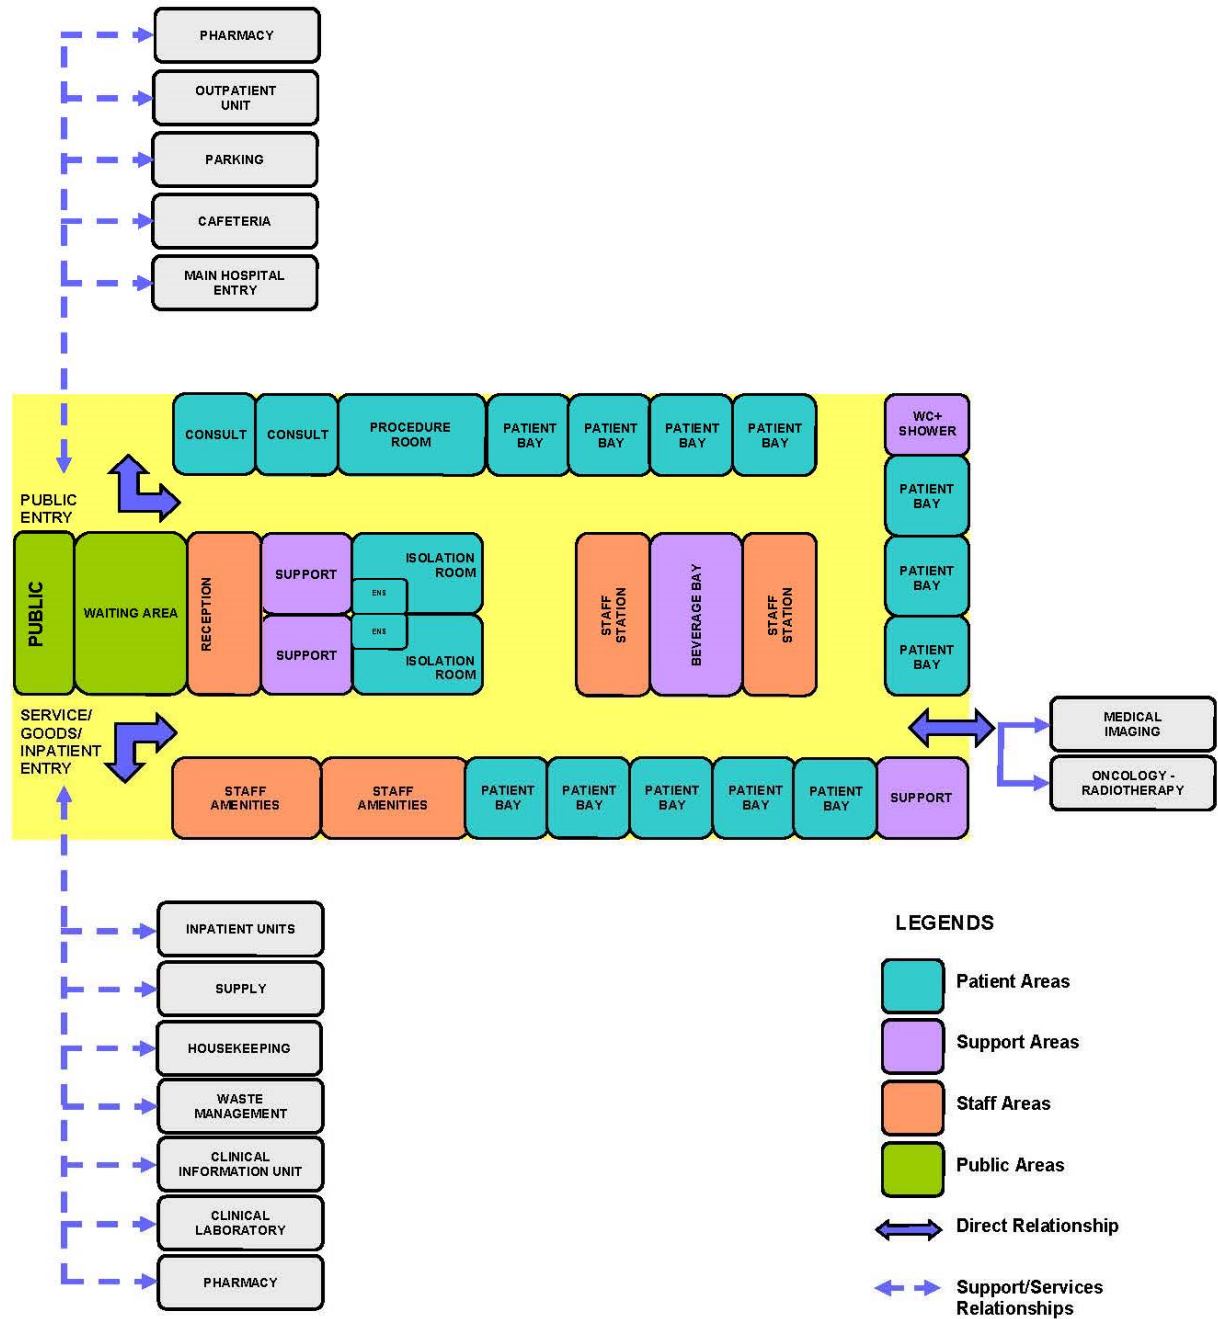 PHARMACY
OUTPATIENT
UNIT
PARKING
CAFETERIA
MAIN HOSPITAL
ENTRY
CONSULT
CONSULT
PROCEDURE
ROOM
PATIENT
BAY
PATIENT
BAY
PATIENT
BAY
PATIENT
BAY
WC+
SHOWER
PATIENT
BAY
PATIENT
BAY
PATIENT
BAY
PUBLIC
ENTRY
PUBLIC
WAITING AREA
RECEPTION
SUPPORT
SUPPORT
ISOLATION
ROOM
ENS
ENS
ISOLATION
ROOM
STAFF
STATION
BEVERAGE BAY
STAFF
STATION
SERVICE/
GOODS/
INPATIENT
ENTRY
MEDICAL
IMAGING
ONCOLOGY -
RADIOTHERAPY
STAFF
AMENITIES
STAFF
AMENITIES
PATIENT
BAY
PATIENT
BAY
PATIENT
BAY
PATIENT
BAY
PATIENT
BAY
SUPPORT
INPATIENT UNITS
SUPPLY
HOUSEKEEPING
WASTE
MANAGEMENT
CLINICAL
INFORMATION UNIT
CLINICAL
LABORATORY
PHARMACY
LEGENDS
Patient Areas
Support Areas
Staff Areas
Public Areas
Direct Relationship
Support/Services
Relationships